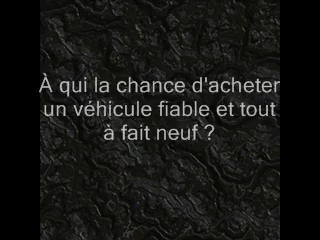 À qui la chance d'acheter
un véhicule fiable et tout
à fait neuf ?